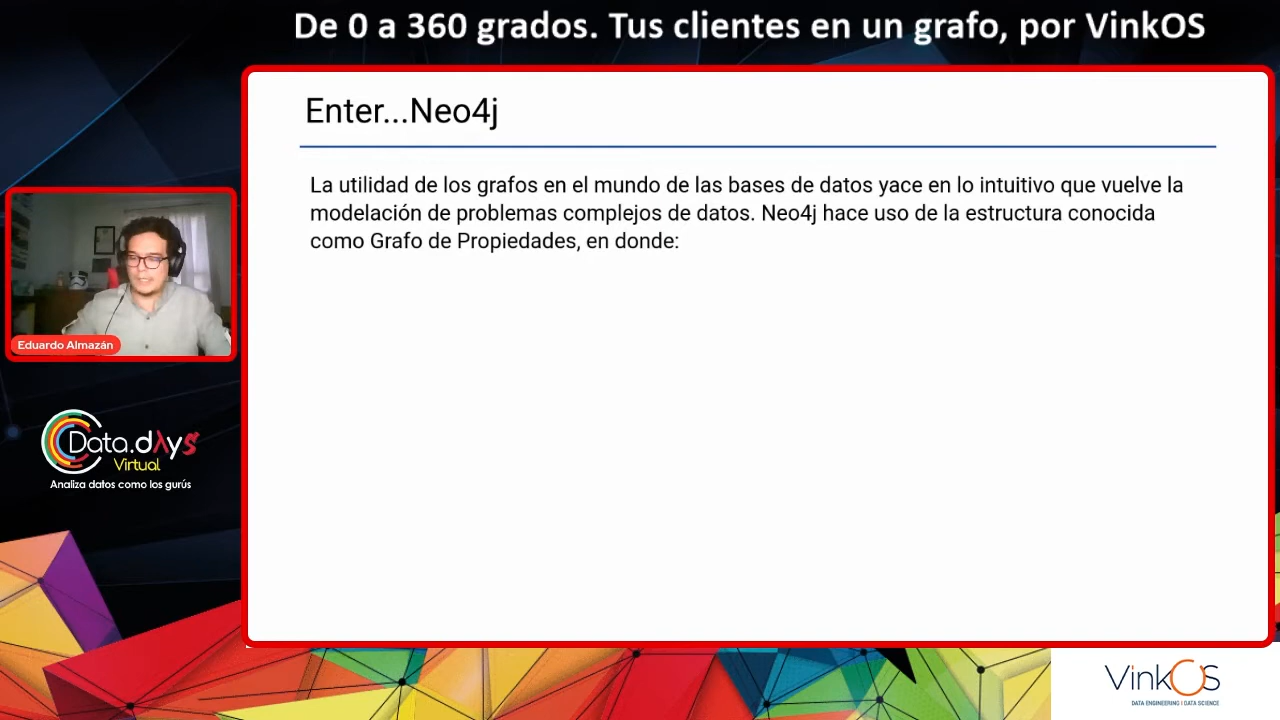 De 0 a 360 grados. Tus clientes en un grafo, por VinkOS
Enter...Neo4j
La utilidad de los grafos en el mundo de las bases de datos yace en lo intuitivo que vuelve la
modelación de problemas complejos de datos. Neo4j hace uso de la estructura conocida
como Grafo de Propiedades, en donde:
Eduardo Almazán
Data.dAys
Virtual
Analiza datos como los gurús
VinkOS
DATA ENGINEERING | DATA SCIENCE